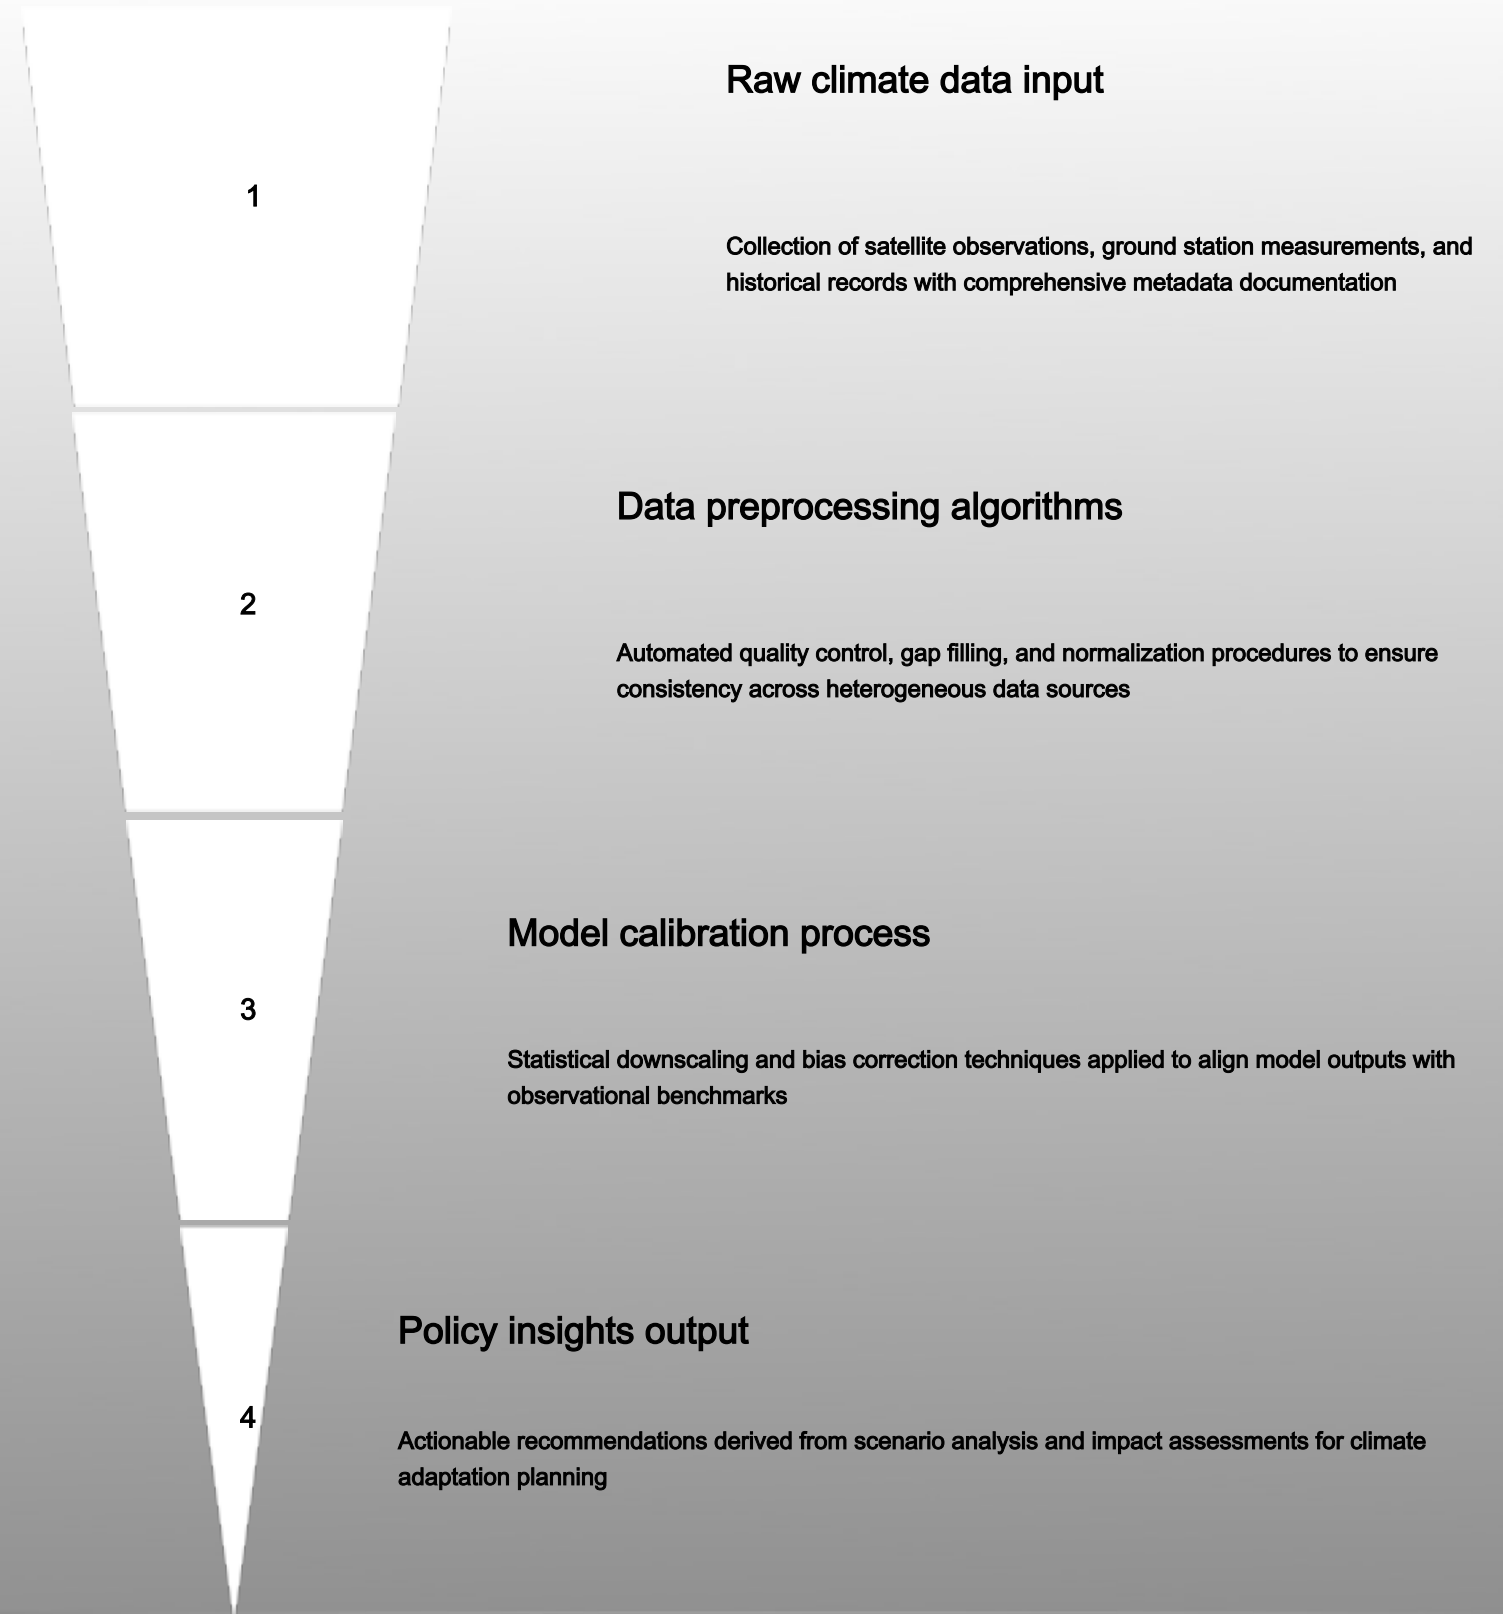 Raw climate data input
1
Collection of satellite observations, ground station measurements, and
historical records with comprehensive metadata documentation
Data preprocessing algorithms
2
Automated quality control, gap filling, and normalization procedures to ensure
consistency across heterogeneous data sources
Model calibration process
3
Statistical downscaling and bias correction techniques applied to align model outputs with
observational benchmarks
Policy insights output
4
Actionable recommendations derived from scenario analysis and impact assessments for climate
adaptation planning